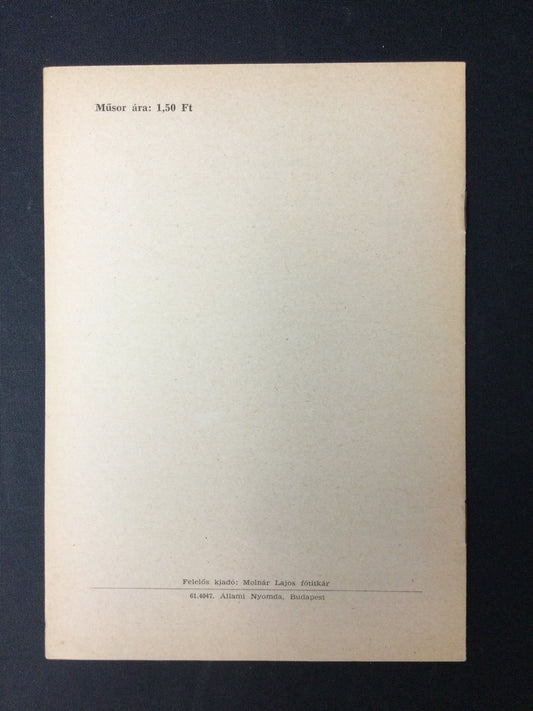 Műsor ára: 1,50 Ft
Felelős kiadó: Molnár Lajos főtitkár
61.4047. Állami Nyomda, Budapest